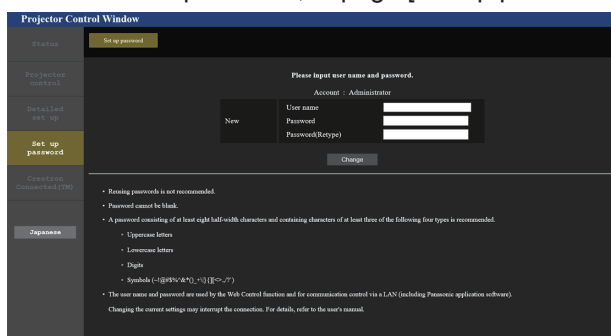 Projector Control Window
Status
Set up password
Projector
control
Detailed
set up
Set up
password
Crestron
Connected(TM)
Japanese
Please input user name and password.
Account : Administrator
New
User name
Password
Password(Retype)
Change
• Reusing passwords is not recommended.
• Password cannot be blank.
• A password consisting of at least eight half-width characters and containing characters of at least three of the following four types is recommended.
• Uppercase letters
• Lowercase letters
• Digits
• The user name and password are used by the Web Control function and for communication control via a LAN (including Panasonic application software).
Changing the current settings may interrupt the connection. For details, refer to the user's manual.